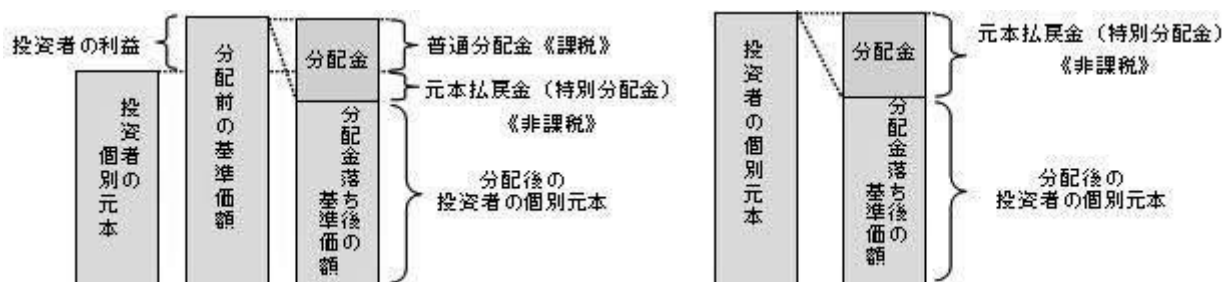 投資者の利益
投資者の
個別元本
分配前の基準価額
分配金
分配金落ち後の
基準価額
普通分配金《課税》
元本払戻金（特別分配金）
《非課税》
分配後の
投資者の個別元本
投資者の個別元本
分配金
分配金落ち後の
基準価額
元本払戻金（特別分配金）
《非課税》
分配後の
投資者の個別元本